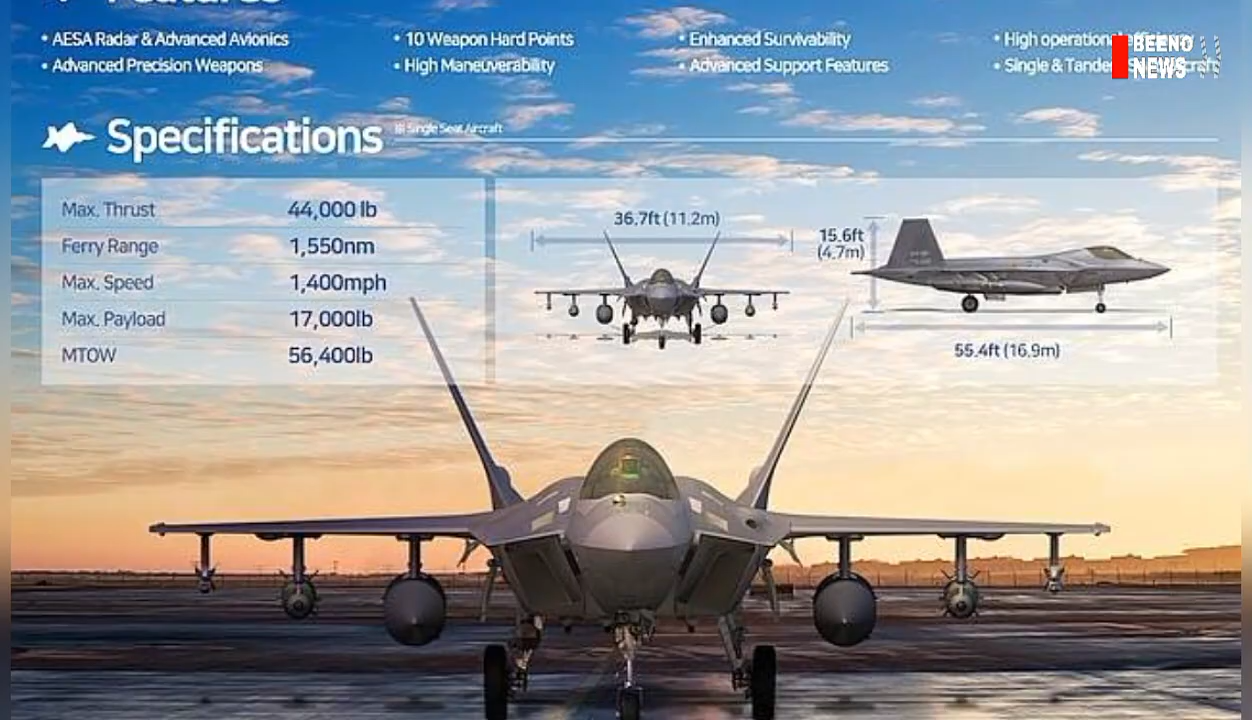 Features
• AESA Radar & Advanced Avionics
• 10 Weapon Hard Points
• Enhanced Survivability
• High operational
• Advanced Precision Weapons
• High Maneuverability
• Advanced Support Features
• Single & Tandem
BEENO
NEWS
Specifications
※ Single Seat Aircraft
Max. Thrust 44,000 lb
Ferry Range 1,550nm
Max. Speed 1,400mph
Max. Payload 17,000lb
MTOW 56,400lb
36.7ft (11.2m)
15.6ft
(4.7m)
55.4ft (16.9m)